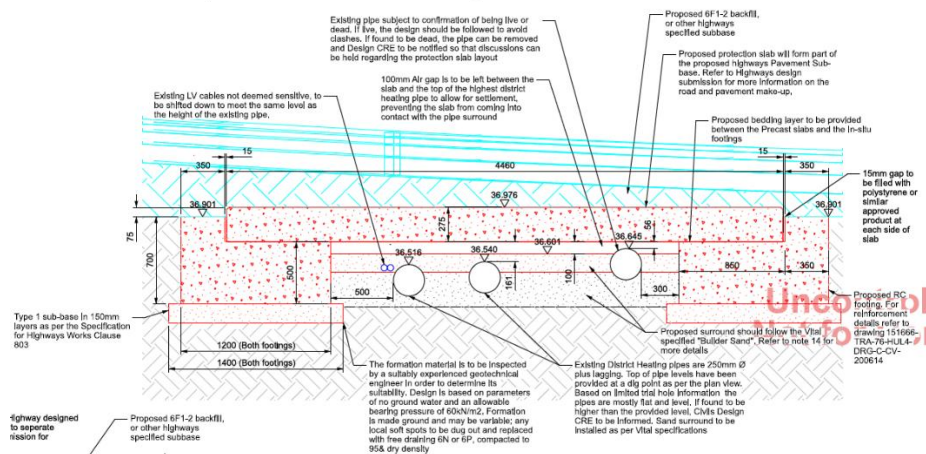 Existing pipe subject to confirmation of being live or
dead. If live, the design should be followed to avoid
clashes. If found to be dead, the pipe can be removed
and Design CRE to be notified so that discussions can
be held regarding the protection slab layout
Proposed 6F1-2 backfill,
or other highways
specified subbase
Proposed protection slab will form part of
the proposed highways Pavement Sub-
base. Refer to Highways design
submission for more information on the
road and pavement make-up,
100mm Air gap is to be left between the
slab and the top of the highest district
heating pipe to allow for settlement,
preventing the slab from coming into
contact with the pipe surround
Existing LV cables not deemed sensitive, to
be shifted down to meet the same level as
the height of the existing pipe,
Proposed bedding layer to be provided
between the Precast slabs and the In-situ
footings
15
15
350
4460
350
15mm gap to
be filled with
polystyrene or
similar
approved
product at
each side of
slab
36.901
36.976
36.901
75
275
56
36.645
700
500
36.516
36.540
36.601
161
100
500
300
850
350
Type 1 sub-base in 150mm
layers as per the Specification
for Highways Works Clause
803
1200 (Both footings)
1400 (Both footings)
Proposed RC
footing. For
reinforcement
details refer to
drawing 151666-
TRA-76-HUL4-
DRG-C-CV-
200614
Proposed surround should follow the Vital
specified "Builder Sand". Refer to note 14 for
more details
The formation material is to be inspected
by a suitably experienced geotechnical
engineer in order to determine its
suitability. Design is based on parameters
of no ground water and an allowable
bearing pressure of 60kN/m2. Formation
is made ground and may be variable; any
local soft spots to be dug out and replaced
with free draining 6N or 6P, compacted to
95& dry density
Existing District Heating pipes are 250mm Ø
plus lagging. Top of pipe levels have been
provided at a dig point as per the plan view.
Based on limited trial hole information the
pipes are mostly flat and level, if found to be
higher than the provided level, Civils Design
CRE to be informed. Sand surround to be
installed as per Vital specifications
Highway designed
to seperate
Proposed 6F1-2 backfill,
or other highways
specified subbase